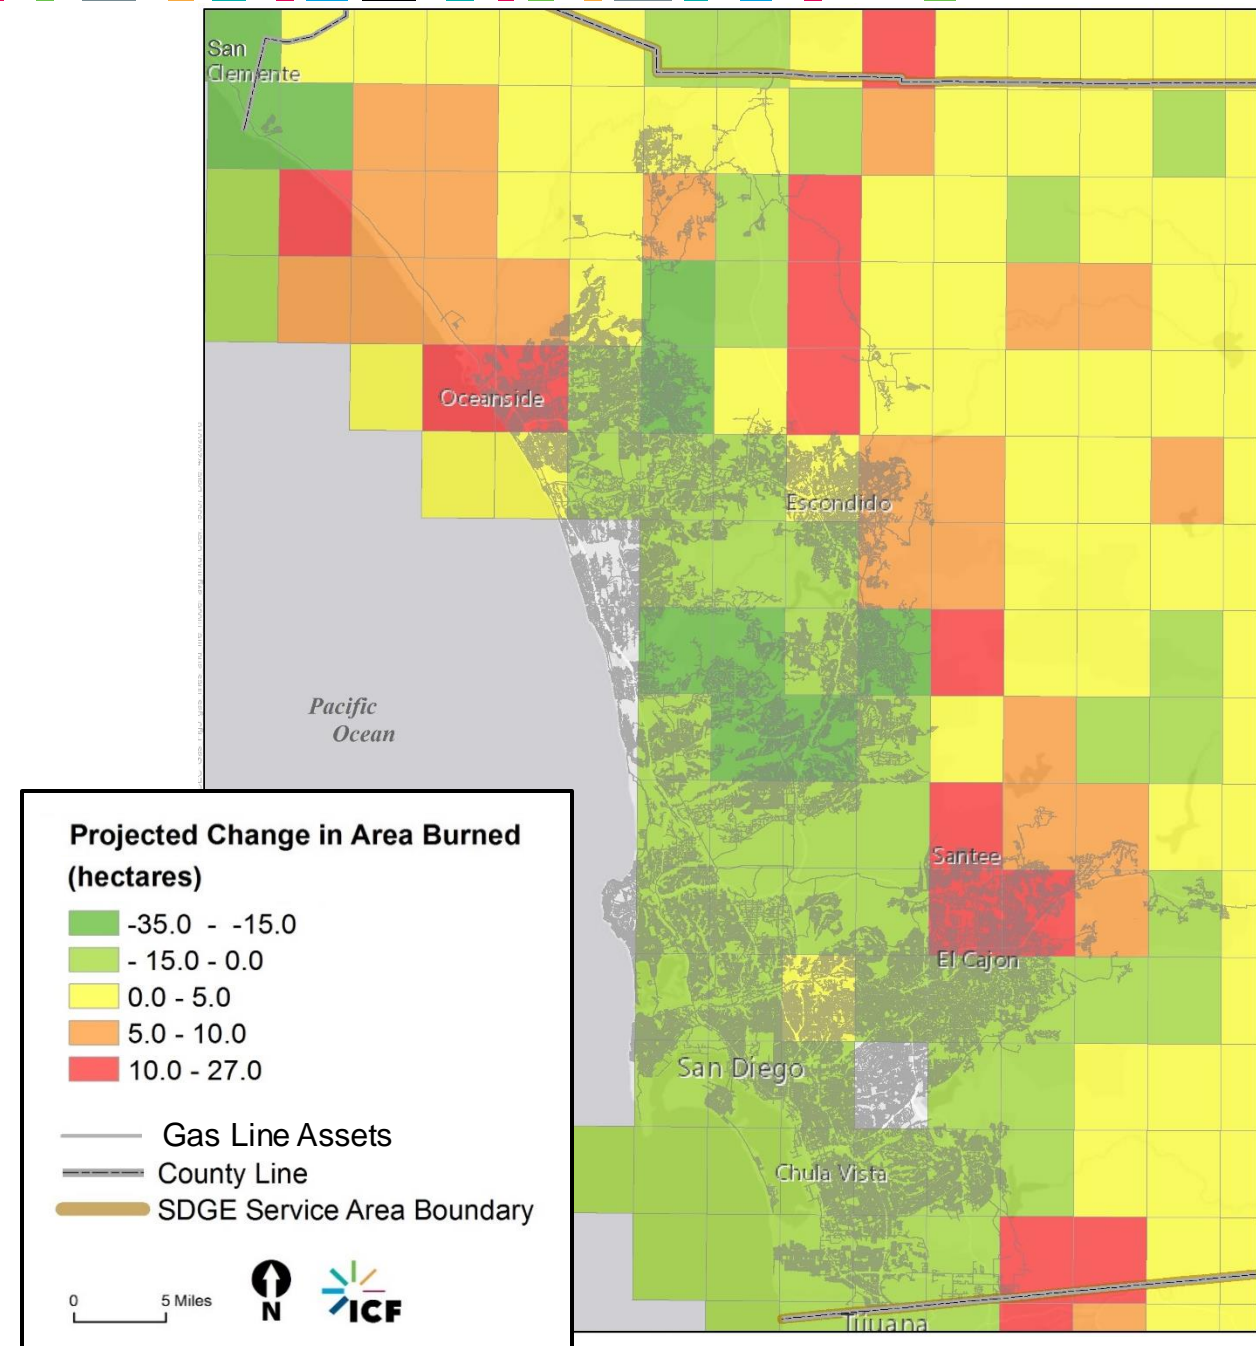 San
Clemente
Oceanside
Escondido
Pacific
Ocean
Santee
El Cajon
San Diego
Chula Vista
Tijuana
Projected Change in Area Burned
(hectares)
-35.0 - -15.0
- 15.0 - 0.0
0.0 - 5.0
5.0 - 10.0
10.0 - 27.0
Gas Line Assets
County Line
SDGE Service Area Boundary
0 5 Miles
N
ICF